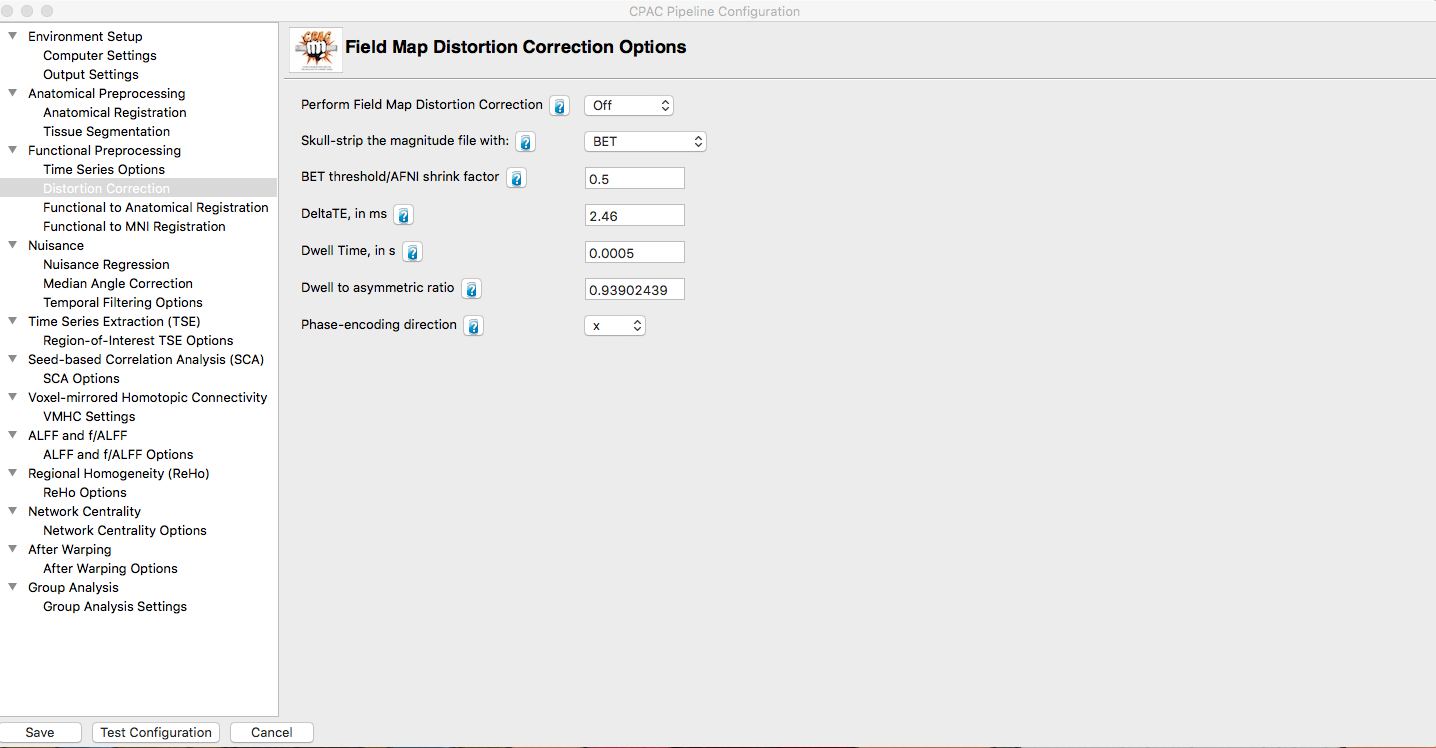 CPAC Pipeline Configuration
Environment Setup
Computer Settings
Output Settings
Anatomical Preprocessing
Anatomical Registration
Tissue Segmentation
Functional Preprocessing
Time Series Options
Distortion Correction
Functional to Anatomical Registration
Functional to MNI Registration
Nuisance
Nuisance Regression
Median Angle Correction
Temporal Filtering Options
Time Series Extraction (TSE)
Region-of-Interest TSE Options
Seed-based Correlation Analysis (SCA)
SCA Options
Voxel-mirrored Homotopic Connectivity
VMHC Settings
ALFF and f/ALFF
ALFF and f/ALFF Options
Regional Homogeneity (ReHo)
ReHo Options
Network Centrality
Network Centrality Options
After Warping
After Warping Options
Group Analysis
Group Analysis Settings
CPAC
Field Map Distortion Correction Options
Perform Field Map Distortion Correction ? Off
Skull-strip the magnitude file with: ? BET
BET threshold/AFNI shrink factor ? 0.5
DeltaTE, in ms ? 2.46
Dwell Time, in s ? 0.0005
Dwell to asymmetric ratio ? 0.93902439
Phase-encoding direction ? x
Save Test Configuration Cancel